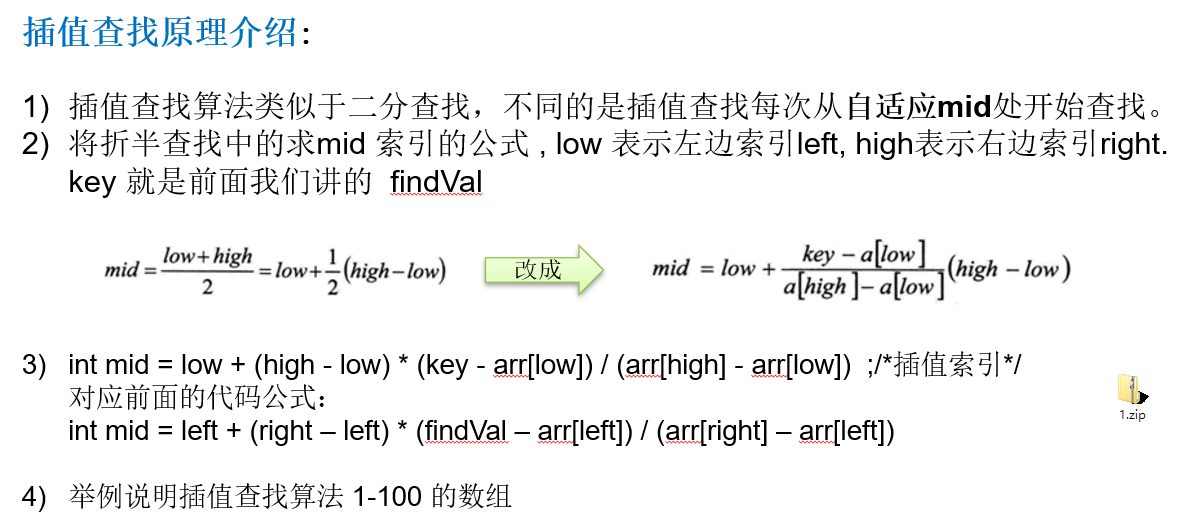 插值查找原理介绍:
1) 插值查找算法类似于二分查找，不同的是插值查找每次从自适应mid处开始查找。
2) 将折半查找中的求mid 索引的公式 , low 表示左边索引left, high表示右边索引right.
key 就是前面我们讲的 findVal
mid = \frac{low + high}{2} = low + \frac{1}{2}(high - low) 改成 mid = low + \frac{key - a[low]}{a[high] - a[low]}(high - low)
3) int mid = low + (high - low) * (key - arr[low]) / (arr[high] - arr[low]) ;/*插值索引*/
对应前面的代码公式：
int mid = left + (right – left) * (findVal – arr[left]) / (arr[right] – arr[left])
1.zip
4) 举例说明插值查找算法 1-100 的数组